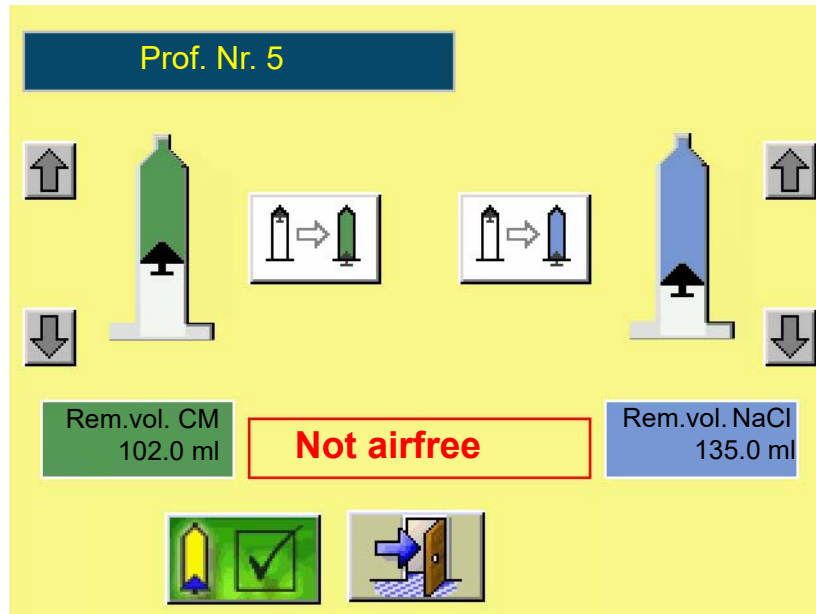 Prof. Nr. 5
Rem.vol. CM
102.0 ml
Not airfree
Rem.vol. NaCl
135.0 ml